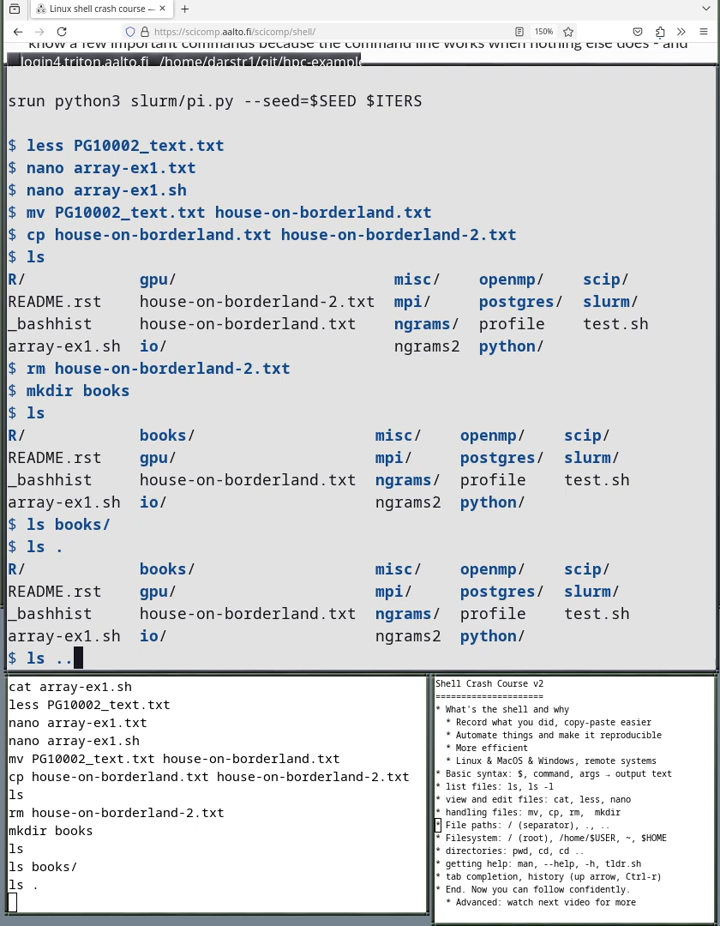 Linux shell crash course —
https://scicomp.aalto.fi/scicomp/shell/ 150%
know a few important commands because the command line works when nothing else does - and
login4.triton.aalto.fi /home/darstr1/git/hpc-example
srun python3 slurm/pi.py --seed=$SEED $ITERS
$ less PG10002_text.txt
$ nano array-ex1.txt
$ nano array-ex1.sh
$ mv PG10002_text.txt house-on-borderland.txt
$ cp house-on-borderland.txt house-on-borderland-2.txt
$ ls
R/ gpu/ misc/ openmp/ scip/
README.rst house-on-borderland-2.txt mpi/ postgres/ slurm/
_bashhist house-on-borderland.txt ngrams/ profile test.sh
array-ex1.sh io/ ngrams2 python/
$ rm house-on-borderland-2.txt
$ mkdir books
$ ls
R/ books/ misc/ openmp/ scip/
README.rst gpu/ mpi/ postgres/ slurm/
_bashhist house-on-borderland.txt ngrams/ profile test.sh
array-ex1.sh io/ ngrams2 python/
$ ls books/
$ ls .
R/ books/ misc/ openmp/ scip/
README.rst gpu/ mpi/ postgres/ slurm/
_bashhist house-on-borderland.txt ngrams/ profile test.sh
array-ex1.sh io/ ngrams2 python/
$ ls ..
cat array-ex1.sh
less PG10002_text.txt
nano array-ex1.txt
nano array-ex1.sh
mv PG10002_text.txt house-on-borderland.txt
cp house-on-borderland.txt house-on-borderland-2.txt
ls
rm house-on-borderland-2.txt
mkdir books
ls
ls books/
ls .
Shell Crash Course v2
=====================
* What's the shell and why
* Record what you did, copy-paste easier
* Automate things and make it reproducible
* More efficient
* Linux & MacOS & Windows, remote systems
* Basic syntax: $, command, args → output text
* list files: ls, ls -l
* view and edit files: cat, less, nano
* handling files: mv, cp, rm, mkdir
* File paths: / (separator), ., ..
* Filesystem: / (root), /home/$USER, ~, $HOME
* directories: pwd, cd, cd ..
* getting help: man, --help, -h, tldr.sh
* tab completion, history (up arrow, Ctrl-r)
* End. Now you can follow confidently.
* Advanced: watch next video for more